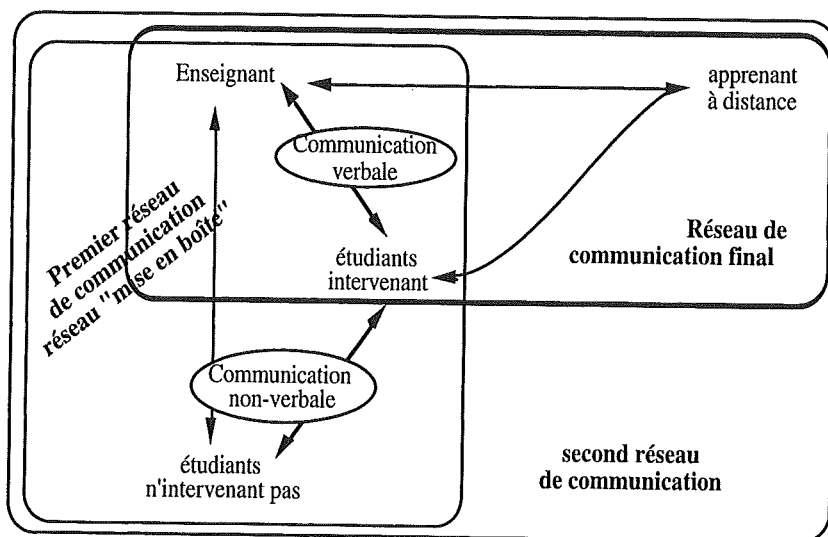 Enseignant
apprenant
à distance
Communication
verbale
Premier réseau
de communication
réseau "mise en boîte"
étudiants
intervenant
Réseau de
communication final
Communication
non-verbale
étudiants
n'intervenant pas
second réseau
de communication